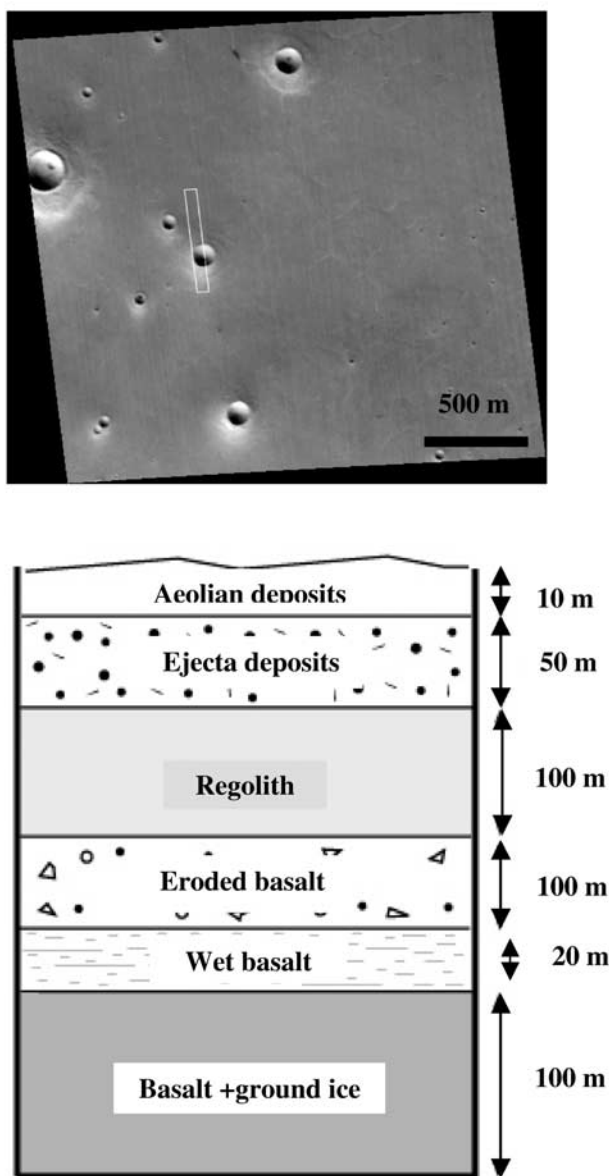 500 m
Aeolian deposits
10 m
Ejecta deposits
50 m
Regolith
100 m
Eroded basalt
100 m
Wet basalt
20 m
Basalt +ground ice
100 m